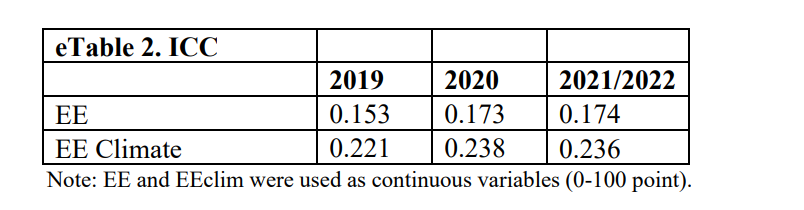 eTable 2. ICC
2019 2020 2021/2022
EE 0.153 0.173 0.174
EE Climate 0.221 0.238 0.236
Note: EE and EEclim were used as continuous variables (0-100 point).